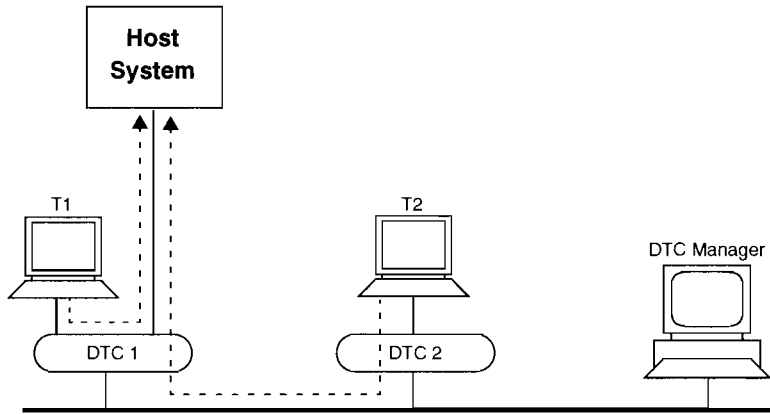 Host
System
T1
T2
DTC Manager
DTC 1
DTC 2